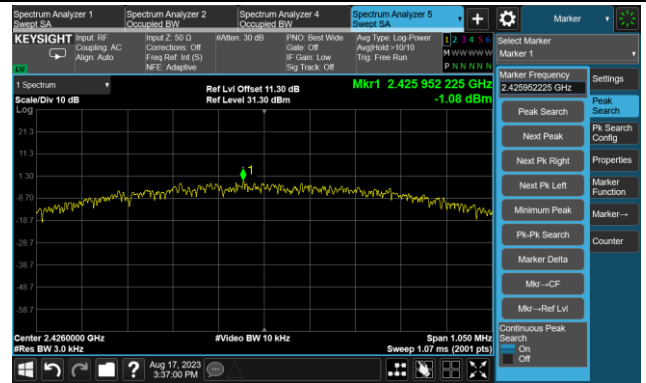 Spectrum Analyzer 1
Swept SA
Spectrum Analyzer 2
Occupied BW
Spectrum Analyzer 4
Occupied BW
Spectrum Analyzer 5
Swept SA
Marker
KEYSIGHT
Input: RF
Coupling: AC
Align: Auto
Input Z: 50 Ω
Corrections: Off
Freq Ref: Int (S)
NFE: Adaptive
#Atten: 30 dB
PNO: Best Wide
Gate: Off
IF Gain: Low
Sig Track: Off
Avg Type: Log-Power
Avg|Hold:>10/10
Trig: Free Run
1 2 3 4 5 6
M W W W W W
P N N N N N
Select Marker
Marker 1
1 Spectrum
Scale/Div 10 dB
Log
Ref Lvl Offset 11.30 dB
Ref Level 31.30 dBm
Mkr1 2.425 952 225 GHz
-1.08 dBm
21.3
11.3
1.30
-8.70
-18.7
-28.7
-38.7
-48.7
-58.7
1
Center 2.4260000 GHz
#Res BW 3.0 kHz
#Video BW 10 kHz
Span 1.050 MHz
Sweep 1.07 ms (2001 pts)
Marker Frequency
2.425952225 GHz
Peak Search
Next Peak
Next Pk Right
Next Pk Left
Minimum Peak
Pk-Pk Search
Marker Delta
Mkr→CF
Mkr→Ref Lvl
Continuous Peak
Search
On
Off
Settings
Peak
Search
Pk Search
Config
Properties
Marker
Function
Marker→
Counter
Aug 17, 2023
3:37:00 PM